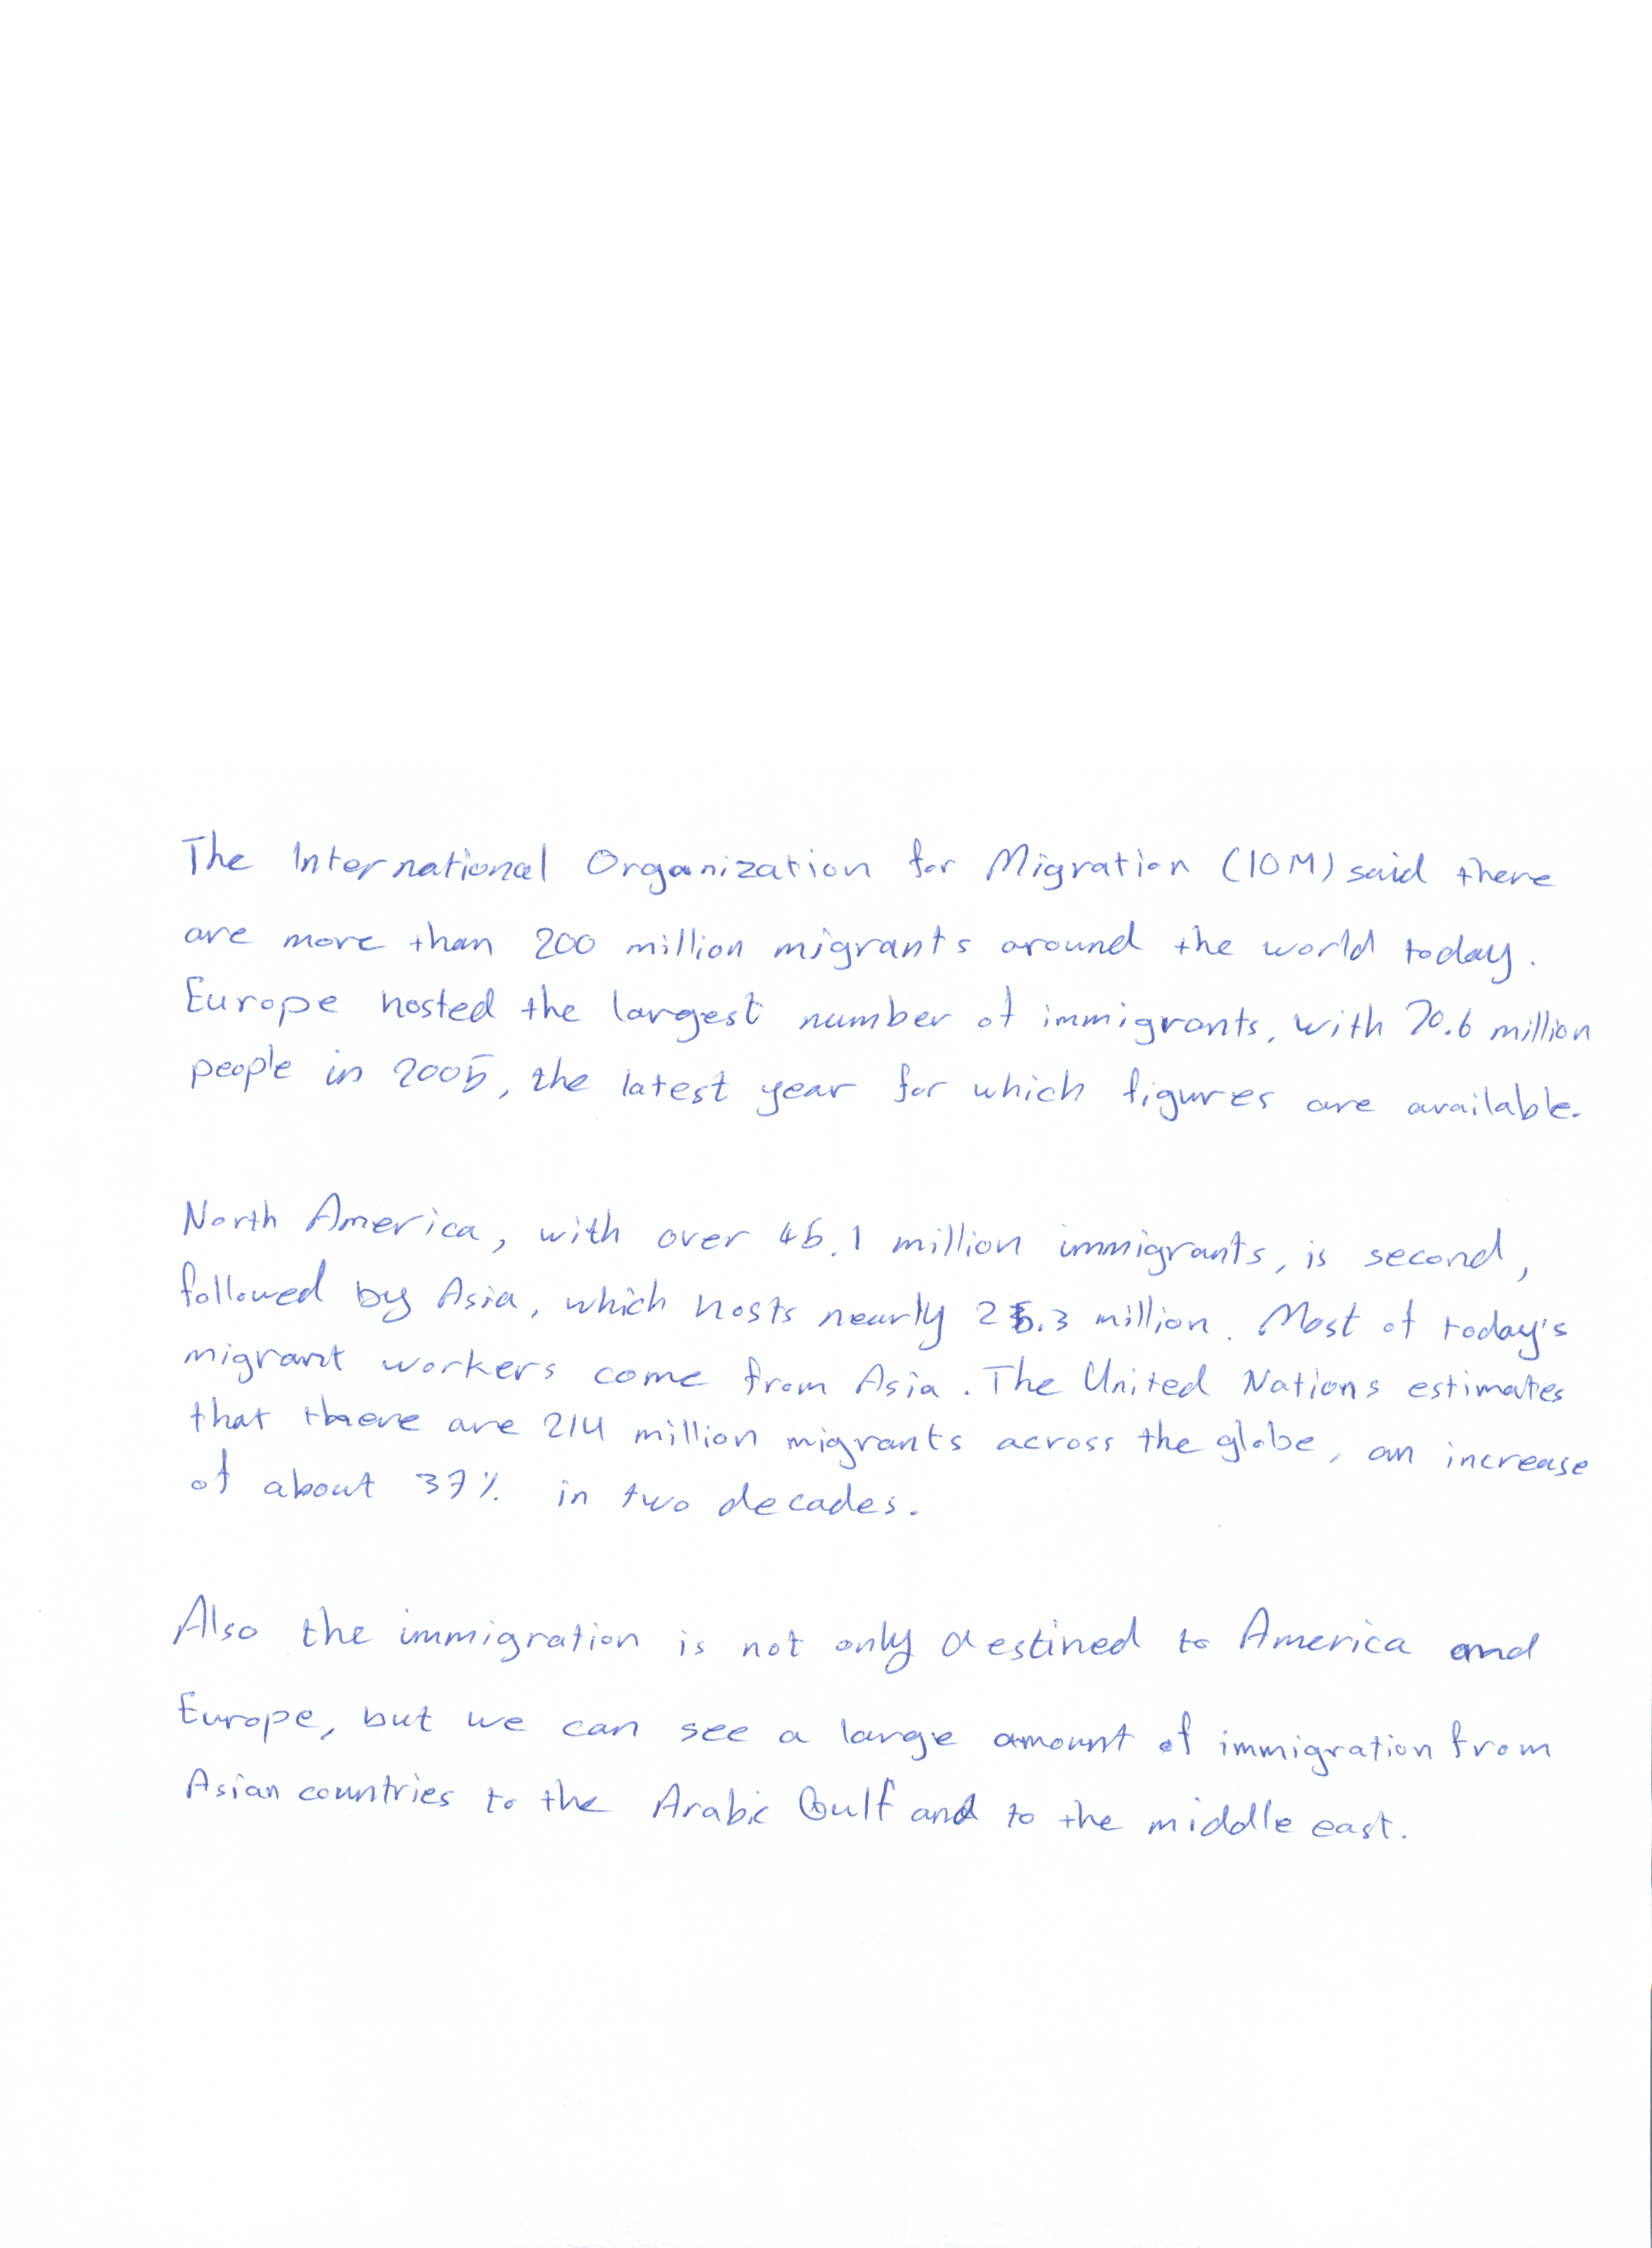 The International Organization for Migration (IOM) said there
are more than 200 million migrants around the world today.
Europe hosted the largest number of immigrants, with 70.6 million
people in 2005, the latest year for which figures are available.
North America, with over 45.1 million immigrants, is second,
followed by Asia, which hosts nearly 25.3 million. Most of today's
migrant workers come from Asia. The United Nations estimates
that there are 214 million migrants across the globe, an increase
of about 37% in two decades.
Also the immigration is not only destined to America and
Europe, but we can see a large amount of immigration from
Asian countries to the Arabic Gulf and to the middle east.